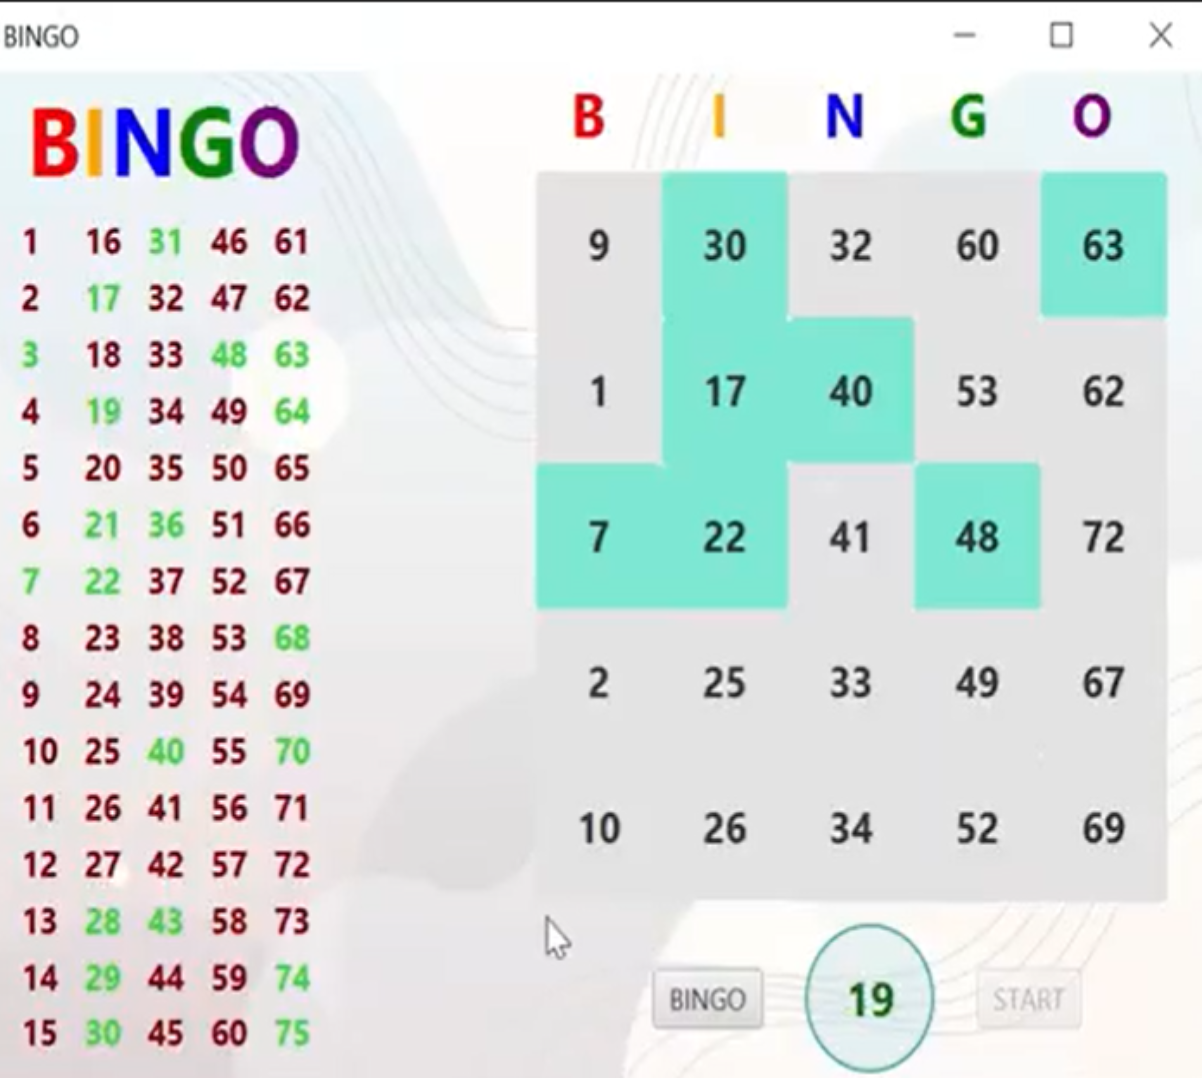 BINGO
BINGO
1 16 31 46 61
2 17 32 47 62
3 18 33 48 63
4 19 34 49 64
5 20 35 50 65
6 21 36 51 66
7 22 37 52 67
8 23 38 53 68
9 24 39 54 69
10 25 40 55 70
11 26 41 56 71
12 27 42 57 72
13 28 43 58 73
14 29 44 59 74
15 30 45 60 75
B I N G O
9 30 32 60 63
1 17 40 53 62
7 22 41 48 72
2 25 33 49 67
10 26 34 52 69
BINGO 19 START